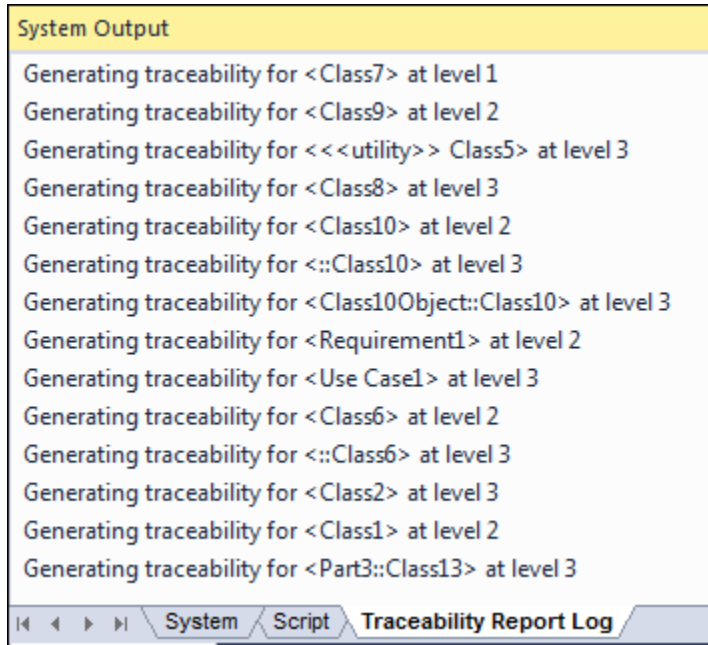 System Output
Generating traceability for <Class7> at level 1
Generating traceability for <Class9> at level 2
Generating traceability for <<<utility>> Class5> at level 3
Generating traceability for <Class8> at level 3
Generating traceability for <Class10> at level 2
Generating traceability for <::Class10> at level 3
Generating traceability for <Class10Object::Class10> at level 3
Generating traceability for <Requirement1> at level 2
Generating traceability for <Use Case1> at level 3
Generating traceability for <Class6> at level 2
Generating traceability for <::Class6> at level 3
Generating traceability for <Class2> at level 3
Generating traceability for <Class1> at level 2
Generating traceability for <Part3::Class13> at level 3
System Script Traceability Report Log